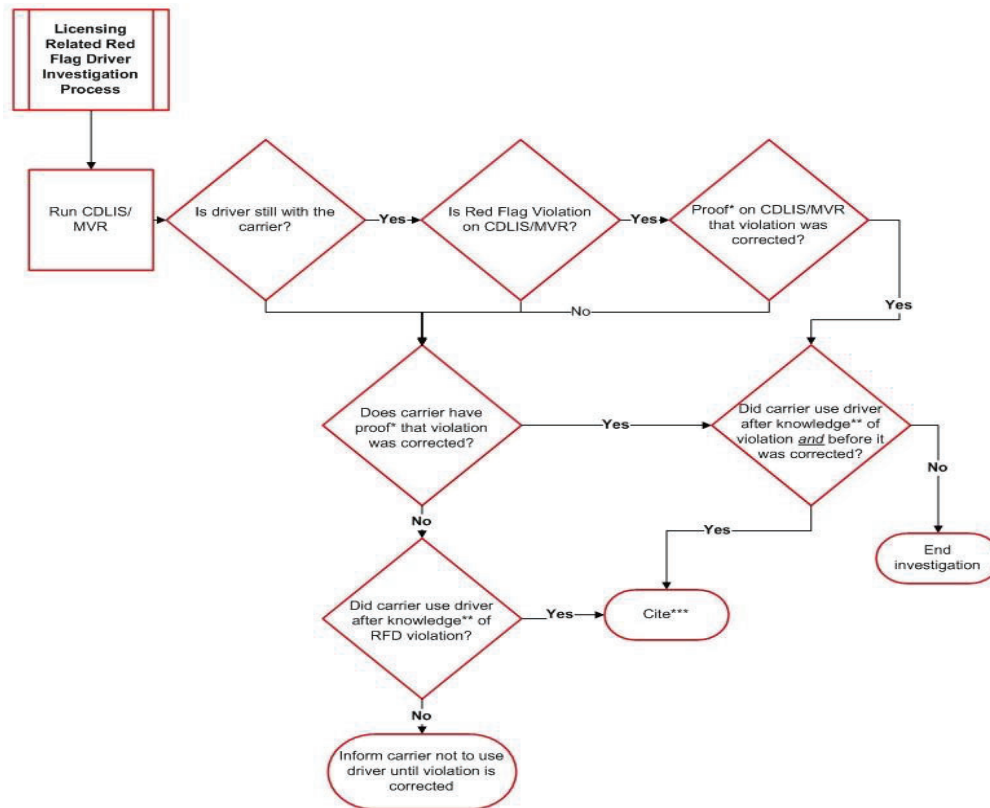 Licensing
Related Red
Flag Driver
Investigation
Process
Run CDLIS/
MVR
Is driver still with the
carrier?
Yes
Is Red Flag Violation
on CDLIS/MVR?
Yes
Proof* on CDLIS/MVR
that violation was
corrected?
Yes
No
Does carrier have
proof* that violation
was corrected?
Yes
Did carrier use driver
after knowledge** of
violation and before it
was corrected?
No
No
Yes
End
investigation
Did carrier use driver
after knowledge** of
RFD violation?
Yes
Cite***
No
Inform carrier not to use
driver until violation is
corrected